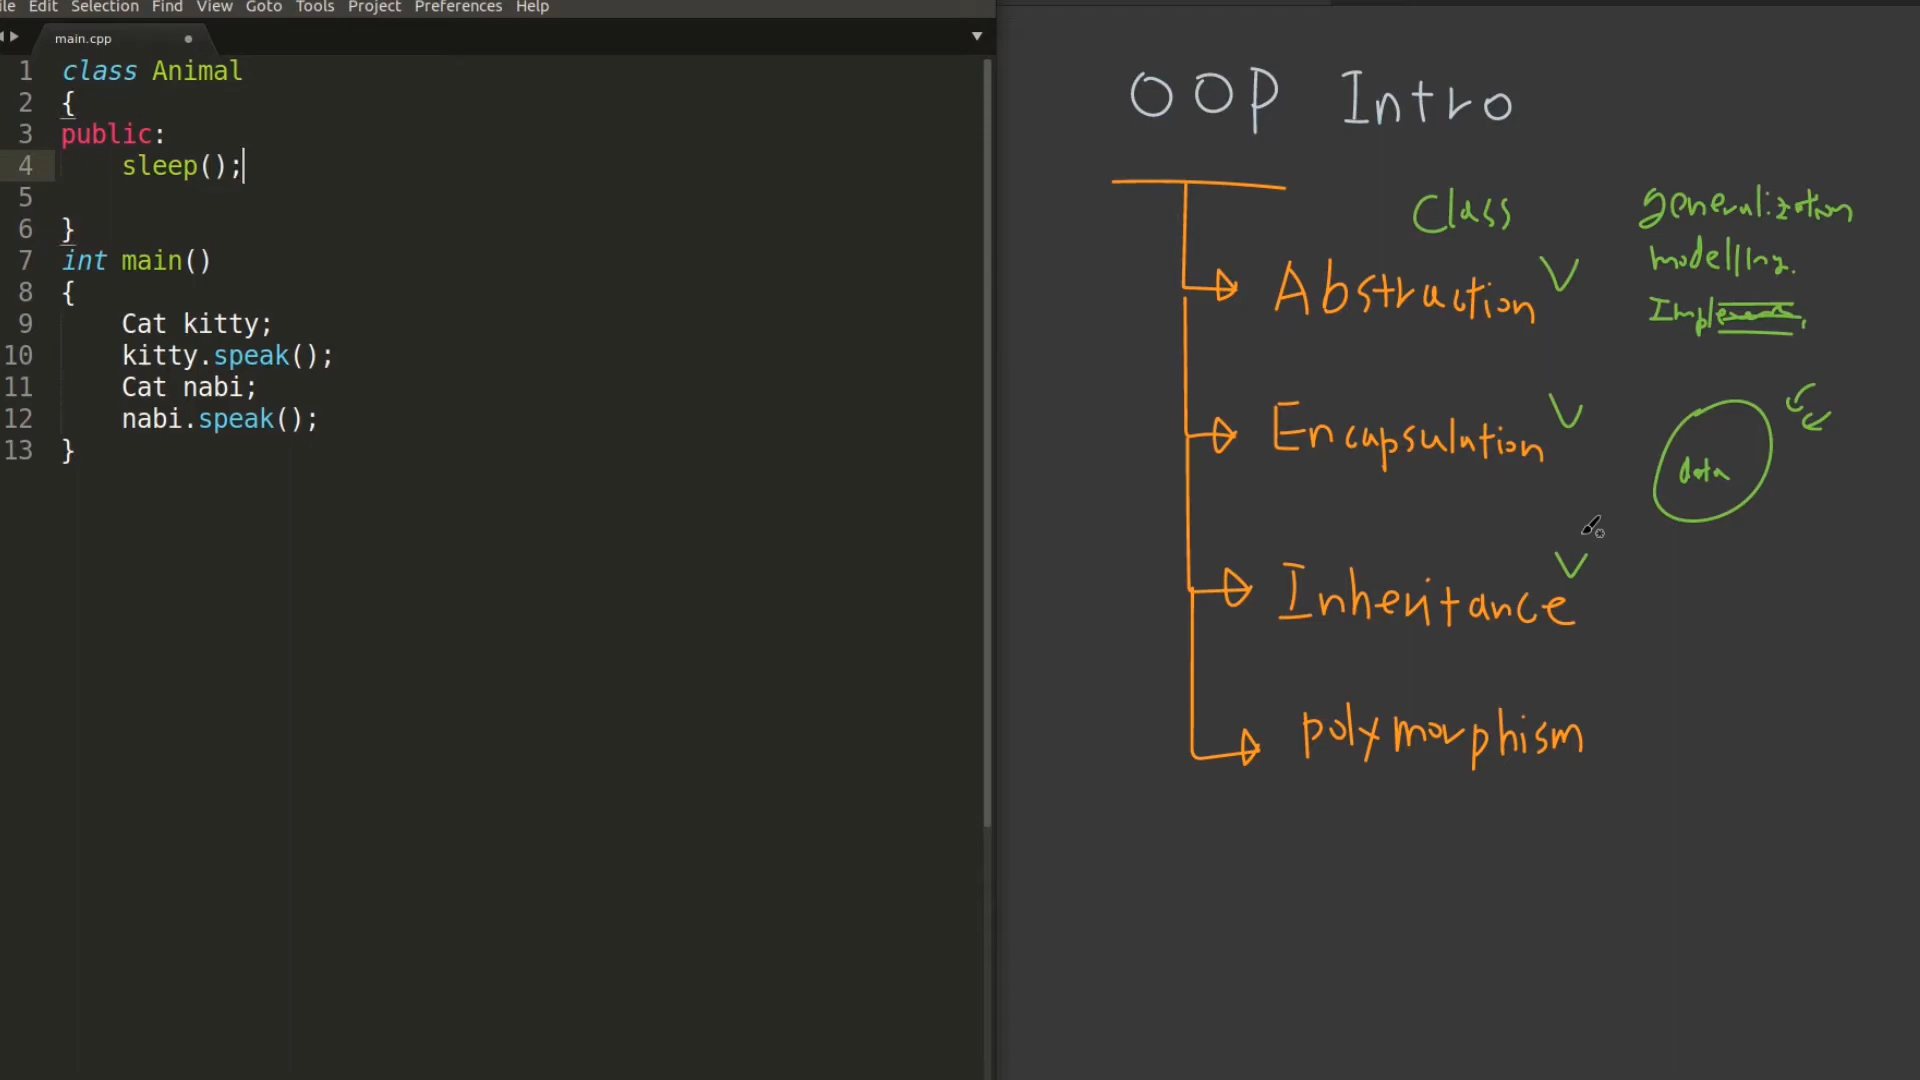 ile Edit Selection Find View Goto Tools Project Preferences Help
main.cpp
1 class Animal
2 {
3 public:
4     sleep();
5
6 }
7 int main()
8 {
9     Cat kitty;
10     kitty.speak();
11     Cat nabi;
12     nabi.speak();
13 }
OOP Intro
Class
Abstraction
Encapsulation
Inheritance
polymorphism
generalization
modelling.
data